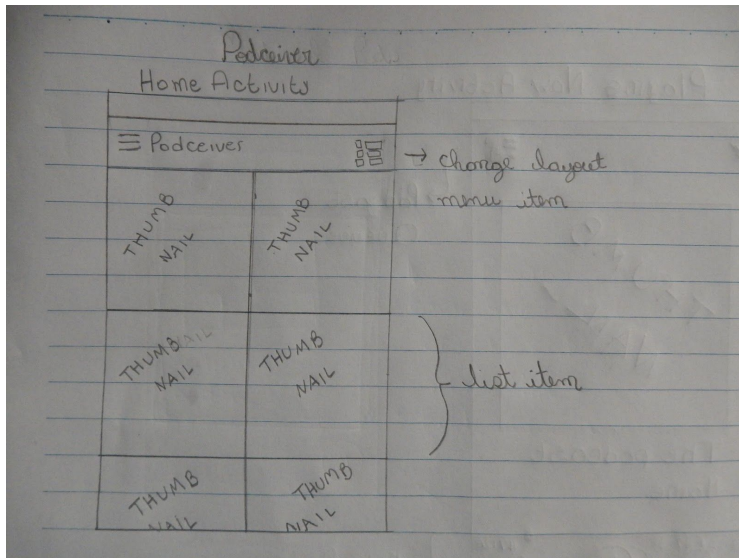 Podceiver
Home Activity
Podceives
→ change layout
menu item
THUMB
NAIL
THUMB
NAIL
THUMB
NAIL
THUMB
NAIL
list item
THUMB
NAIL
THUMB
NAIL